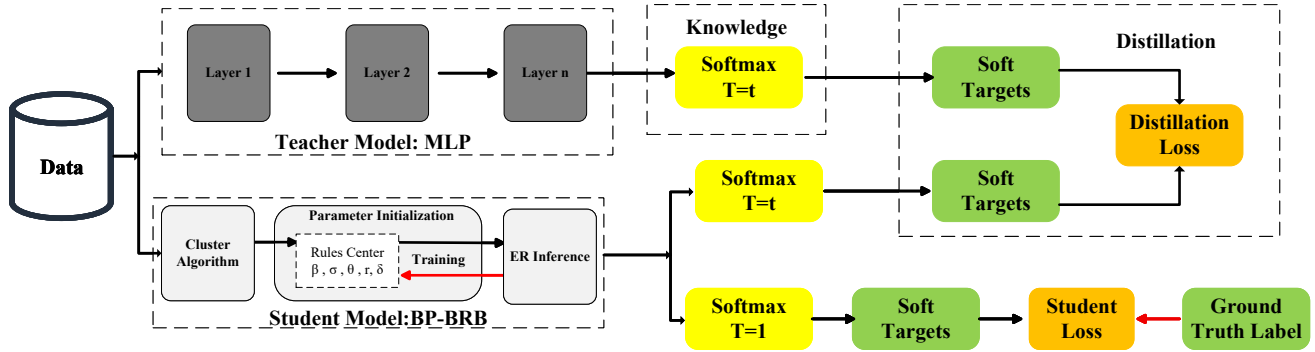 Data
Layer 1
Layer 2
Layer n
Teacher Model: MLP
Knowledge
Softmax
T=t
Distillation
Soft
Targets
Distillation
Loss
Soft
Targets
Softmax
T=t
Cluster
Algorithm
Parameter Initialization
Rules Center
β , σ , θ , r, δ
Training
ER Inference
Student Model:BP-BRB
Softmax
T=1
Soft
Targets
Student
Loss
Ground
Truth Label